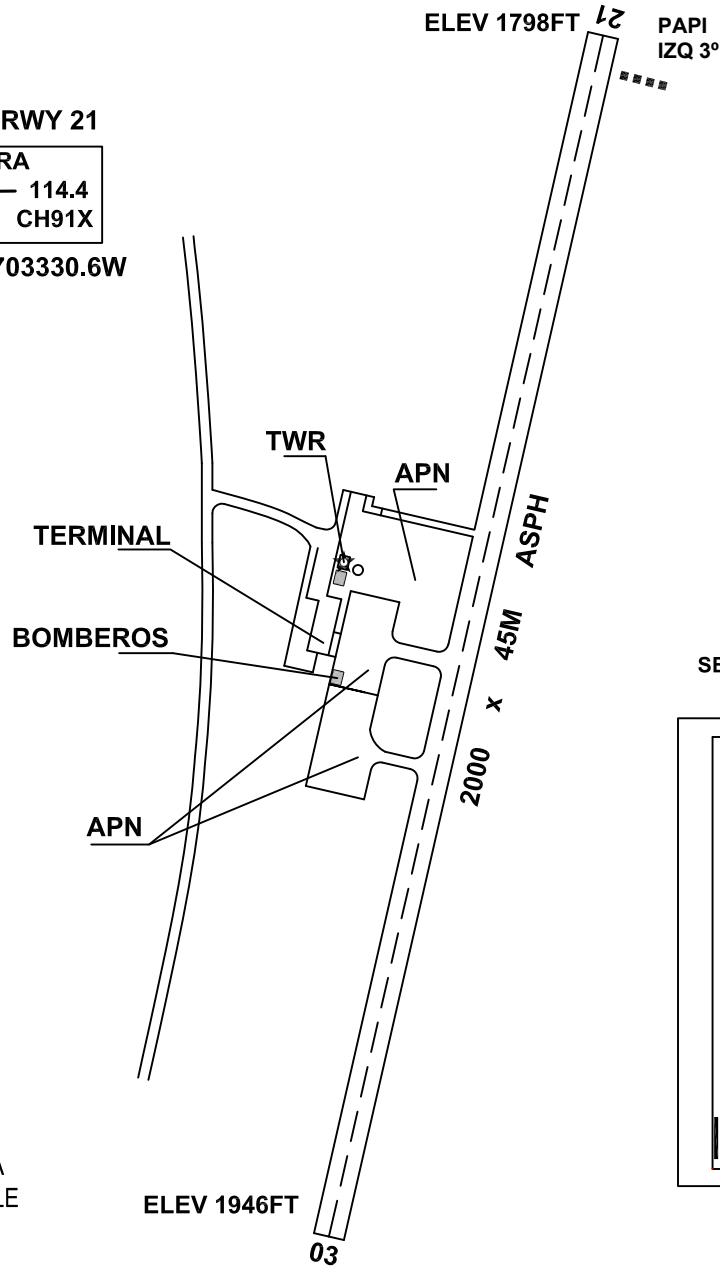 ELEV 1798FT
21
PAPI
IZQ 3º
RWY 21
RA
114.4
CH91X
703330.6W
TWR
APN
TERMINAL
BOMBEROS
2000 x 45M ASPH
SE
APN
A
LE
ELEV 1946FT
03